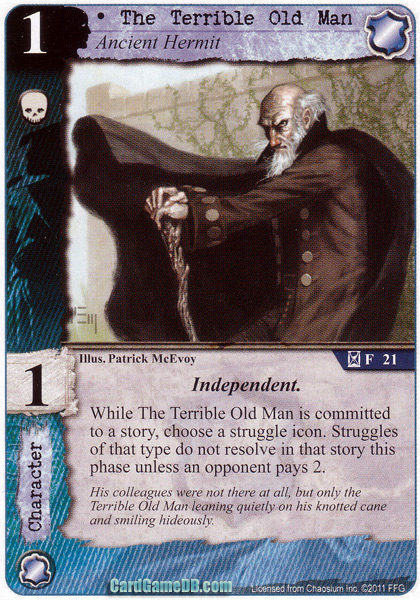 1
• The Terrible Old Man
Ancient Hermit
Illus. Patrick McEvoy
F 21
1
Character
Independent.
While The Terrible Old Man is committed
to a story, choose a struggle icon. Struggles
of that type do not resolve in that story this
phase unless an opponent pays 2.
His colleagues were not there at all, but only the
Terrible Old Man leaning quietly on his knotted cane
and smiling hideously.
CardGameDB.com
Licensed from Chaosium Inc. ©2011 FFG